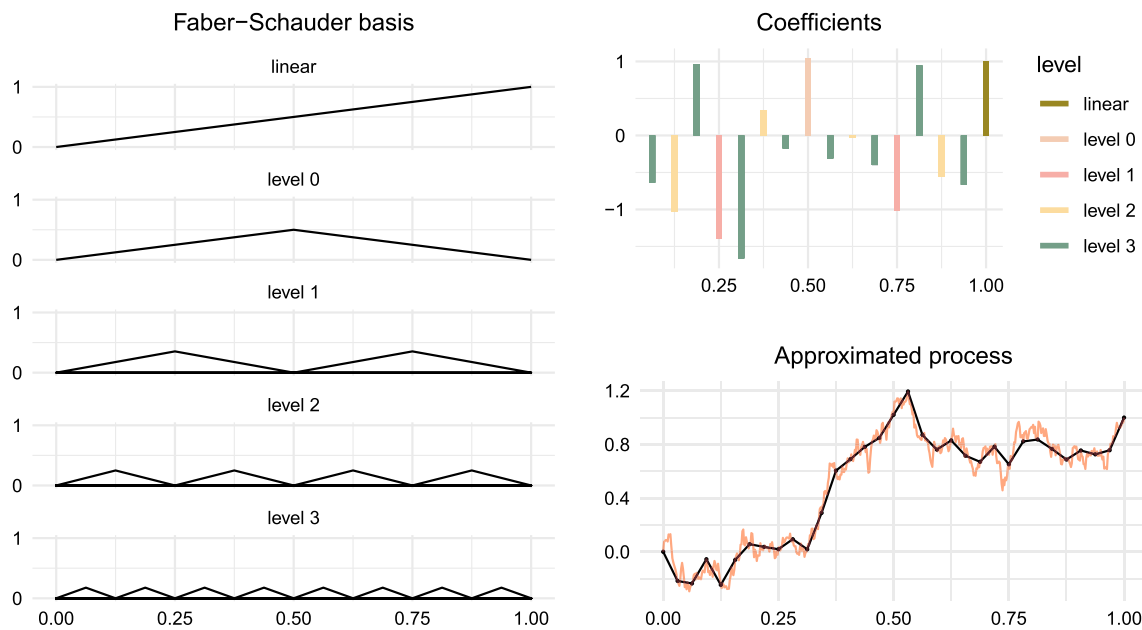 Faber−Schauder basis
linear
1
0
level 0
1
0
level 1
1
0
level 2
1
0
level 3
1
0
0.00 0.25 0.50 0.75 1.00
Coefficients
1
0
−1
0.25 0.50 0.75 1.00
level
linear
level 0
level 1
level 2
level 3
Approximated process
1.2
0.8
0.4
0.0
0.00 0.25 0.50 0.75 1.00